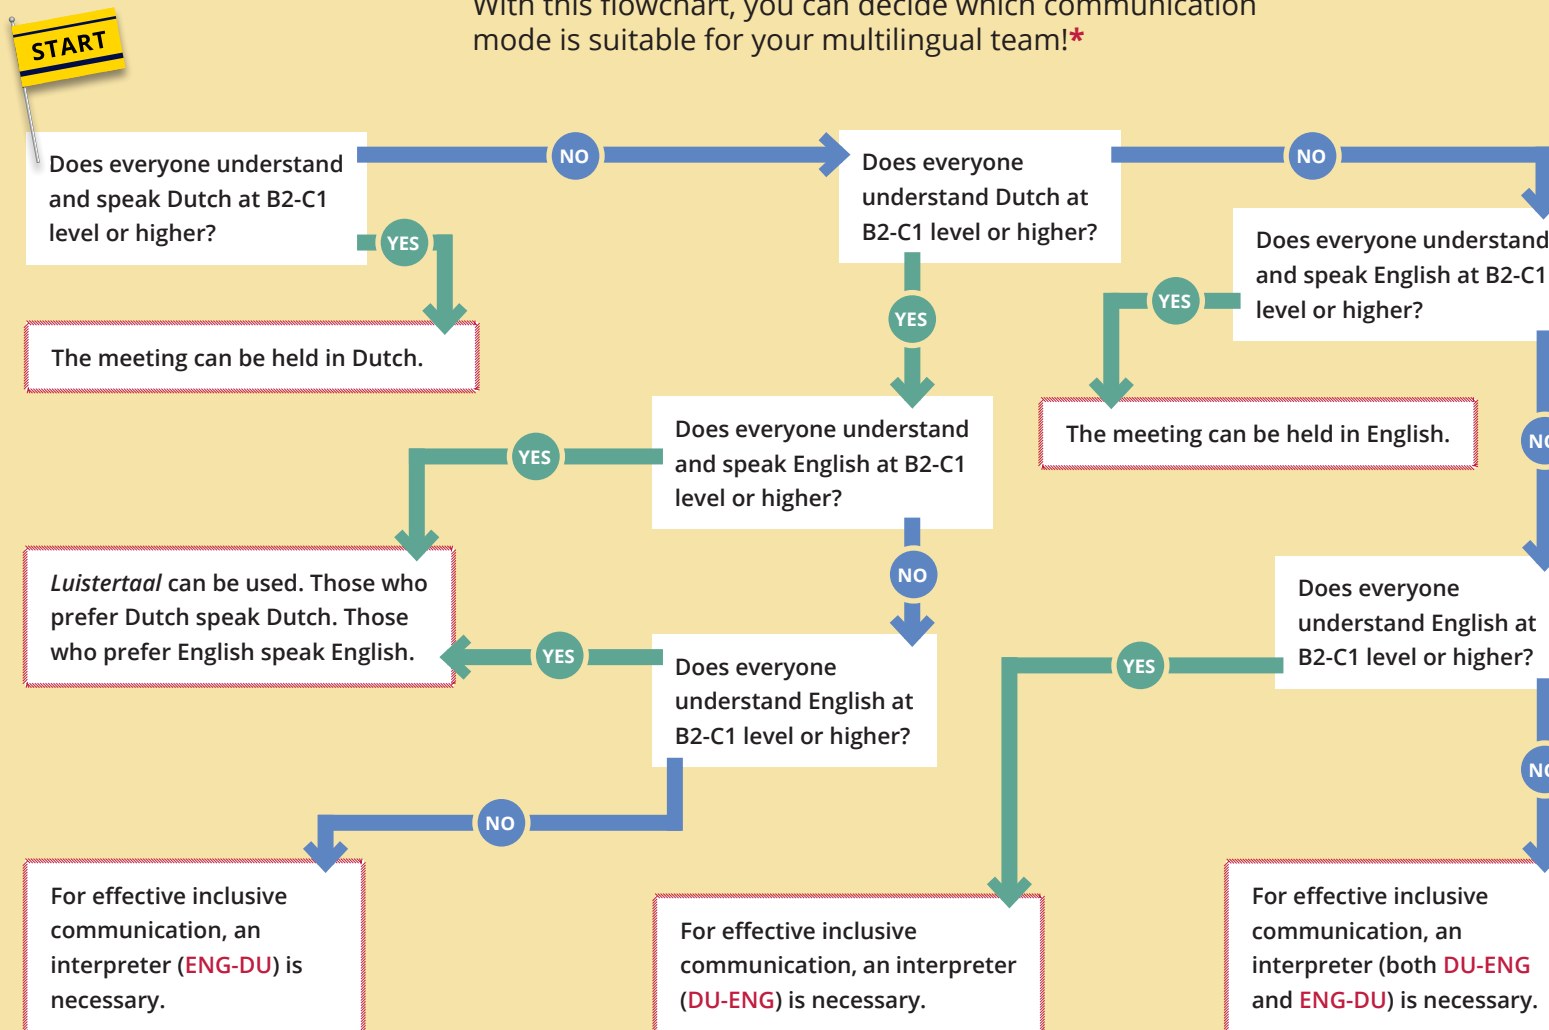 With this flowchart, you can decide which communication
mode is suitable for your multilingual team!*
START
Does everyone understand
and speak Dutch at B2-C1
level or higher?
NO
YES
The meeting can be held in Dutch.
Does everyone
understand Dutch at
B2-C1 level or higher?
NO
YES
Does everyone understand
and speak English at B2-C1
level or higher?
YES
The meeting can be held in English.
NO
Does everyone understand
and speak English at B2-C1
level or higher?
YES
NO
Luistertaal can be used. Those who
prefer Dutch speak Dutch. Those
who prefer English speak English.
YES
Does everyone
understand English at
B2-C1 level or higher?
NO
Does everyone
understand English at
B2-C1 level or higher?
YES
NO
For effective inclusive
communication, an
interpreter (ENG-DU) is
necessary.
For effective inclusive
communication, an interpreter
(DU-ENG) is necessary.
For effective inclusive
communication, an
interpreter (both DU-ENG
and ENG-DU) is necessary.